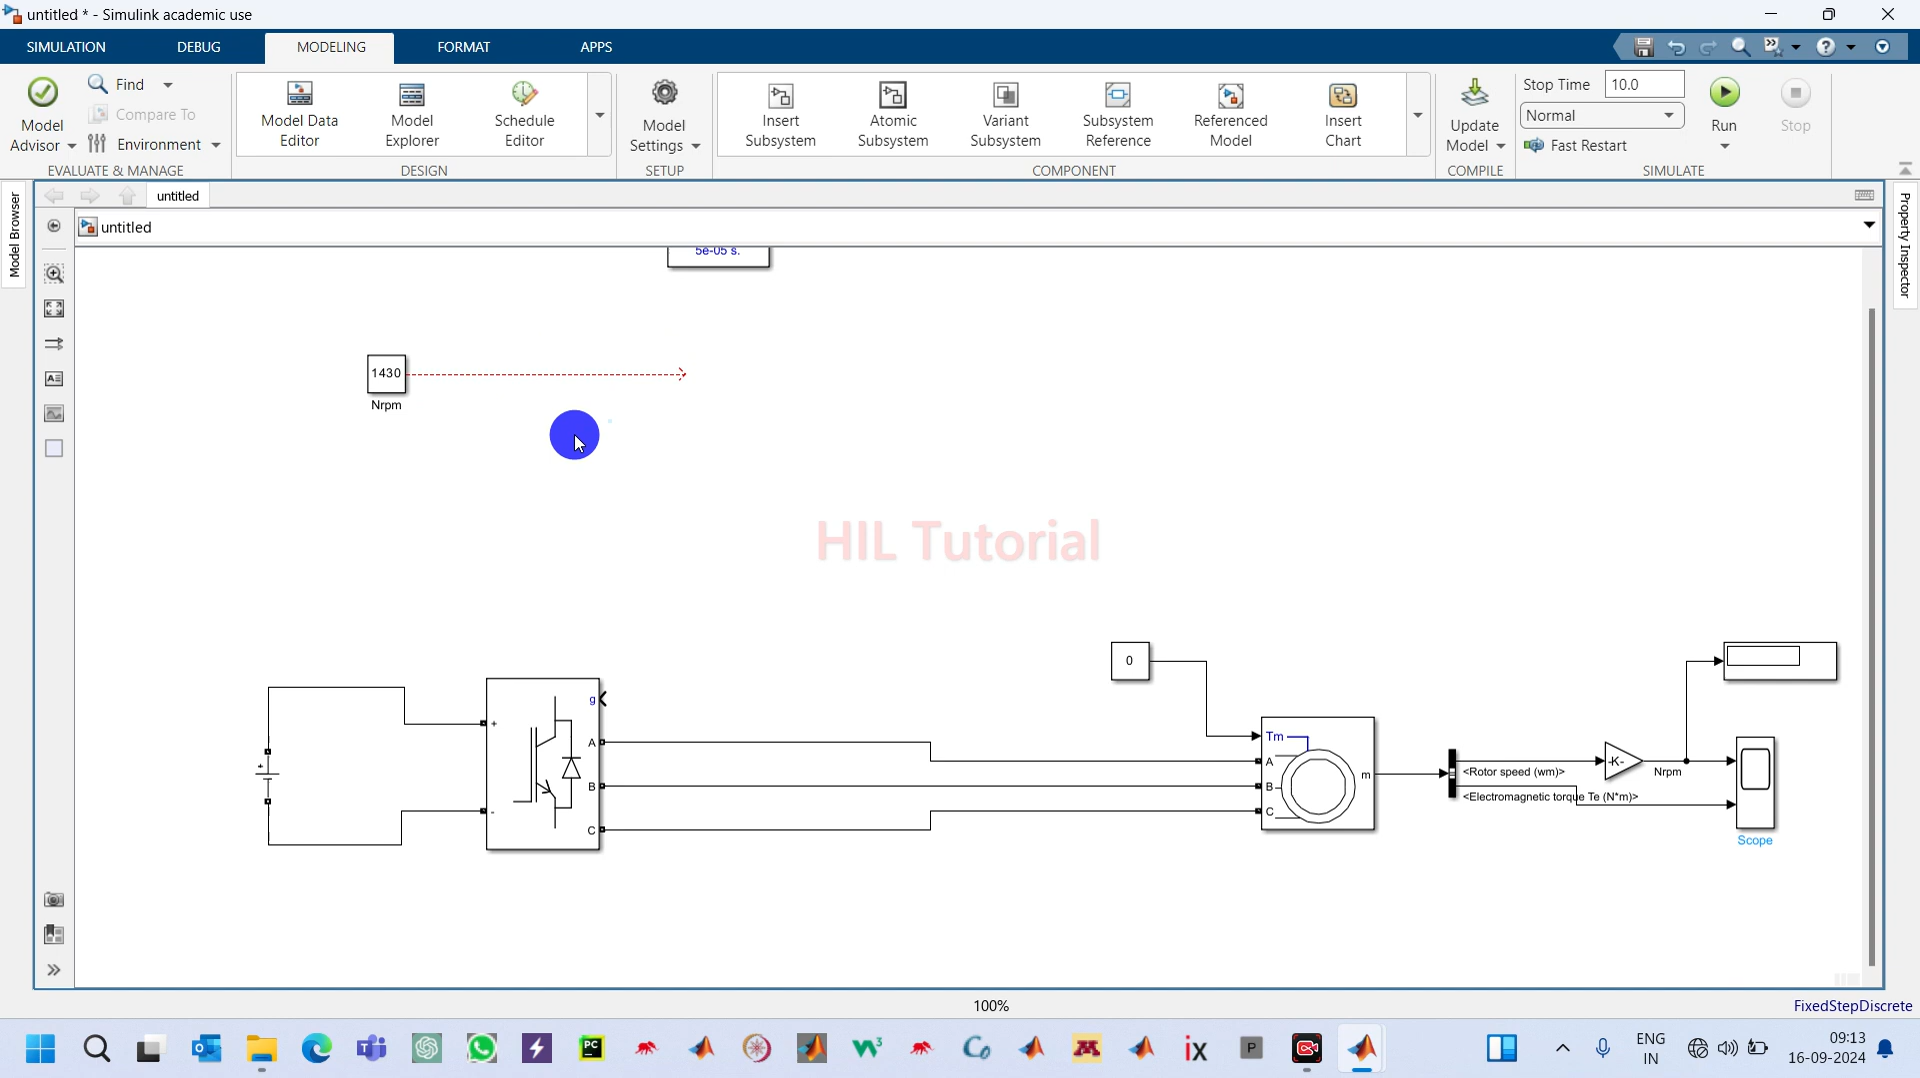 untitled * - Simulink academic use
SIMULATION DEBUG MODELING FORMAT APPS
Model Advisor
Find
Compare To
Environment
EVALUATE & MANAGE
Model Data Editor
Model Explorer
Schedule Editor
DESIGN
Model Settings
SETUP
Insert Subsystem
Atomic Subsystem
Variant Subsystem
Subsystem Reference
Referenced Model
Insert Chart
COMPONENT
Update Model
COMPILE
Stop Time 10.0
Normal
Fast Restart
Run
Stop
SIMULATE
Model Browser
untitled
untitled
Property Inspector
5e-05 s.
1430
Nrpm
HIL Tutorial
0
g
+
-
A
B
C
Tm
A
B
C
m
<Rotor speed (wm)>
<Electromagnetic torque Te (N*m)>
-K-
Nrpm
Scope
100%
FixedStepDiscrete
ENG
IN
09:13
16-09-2024